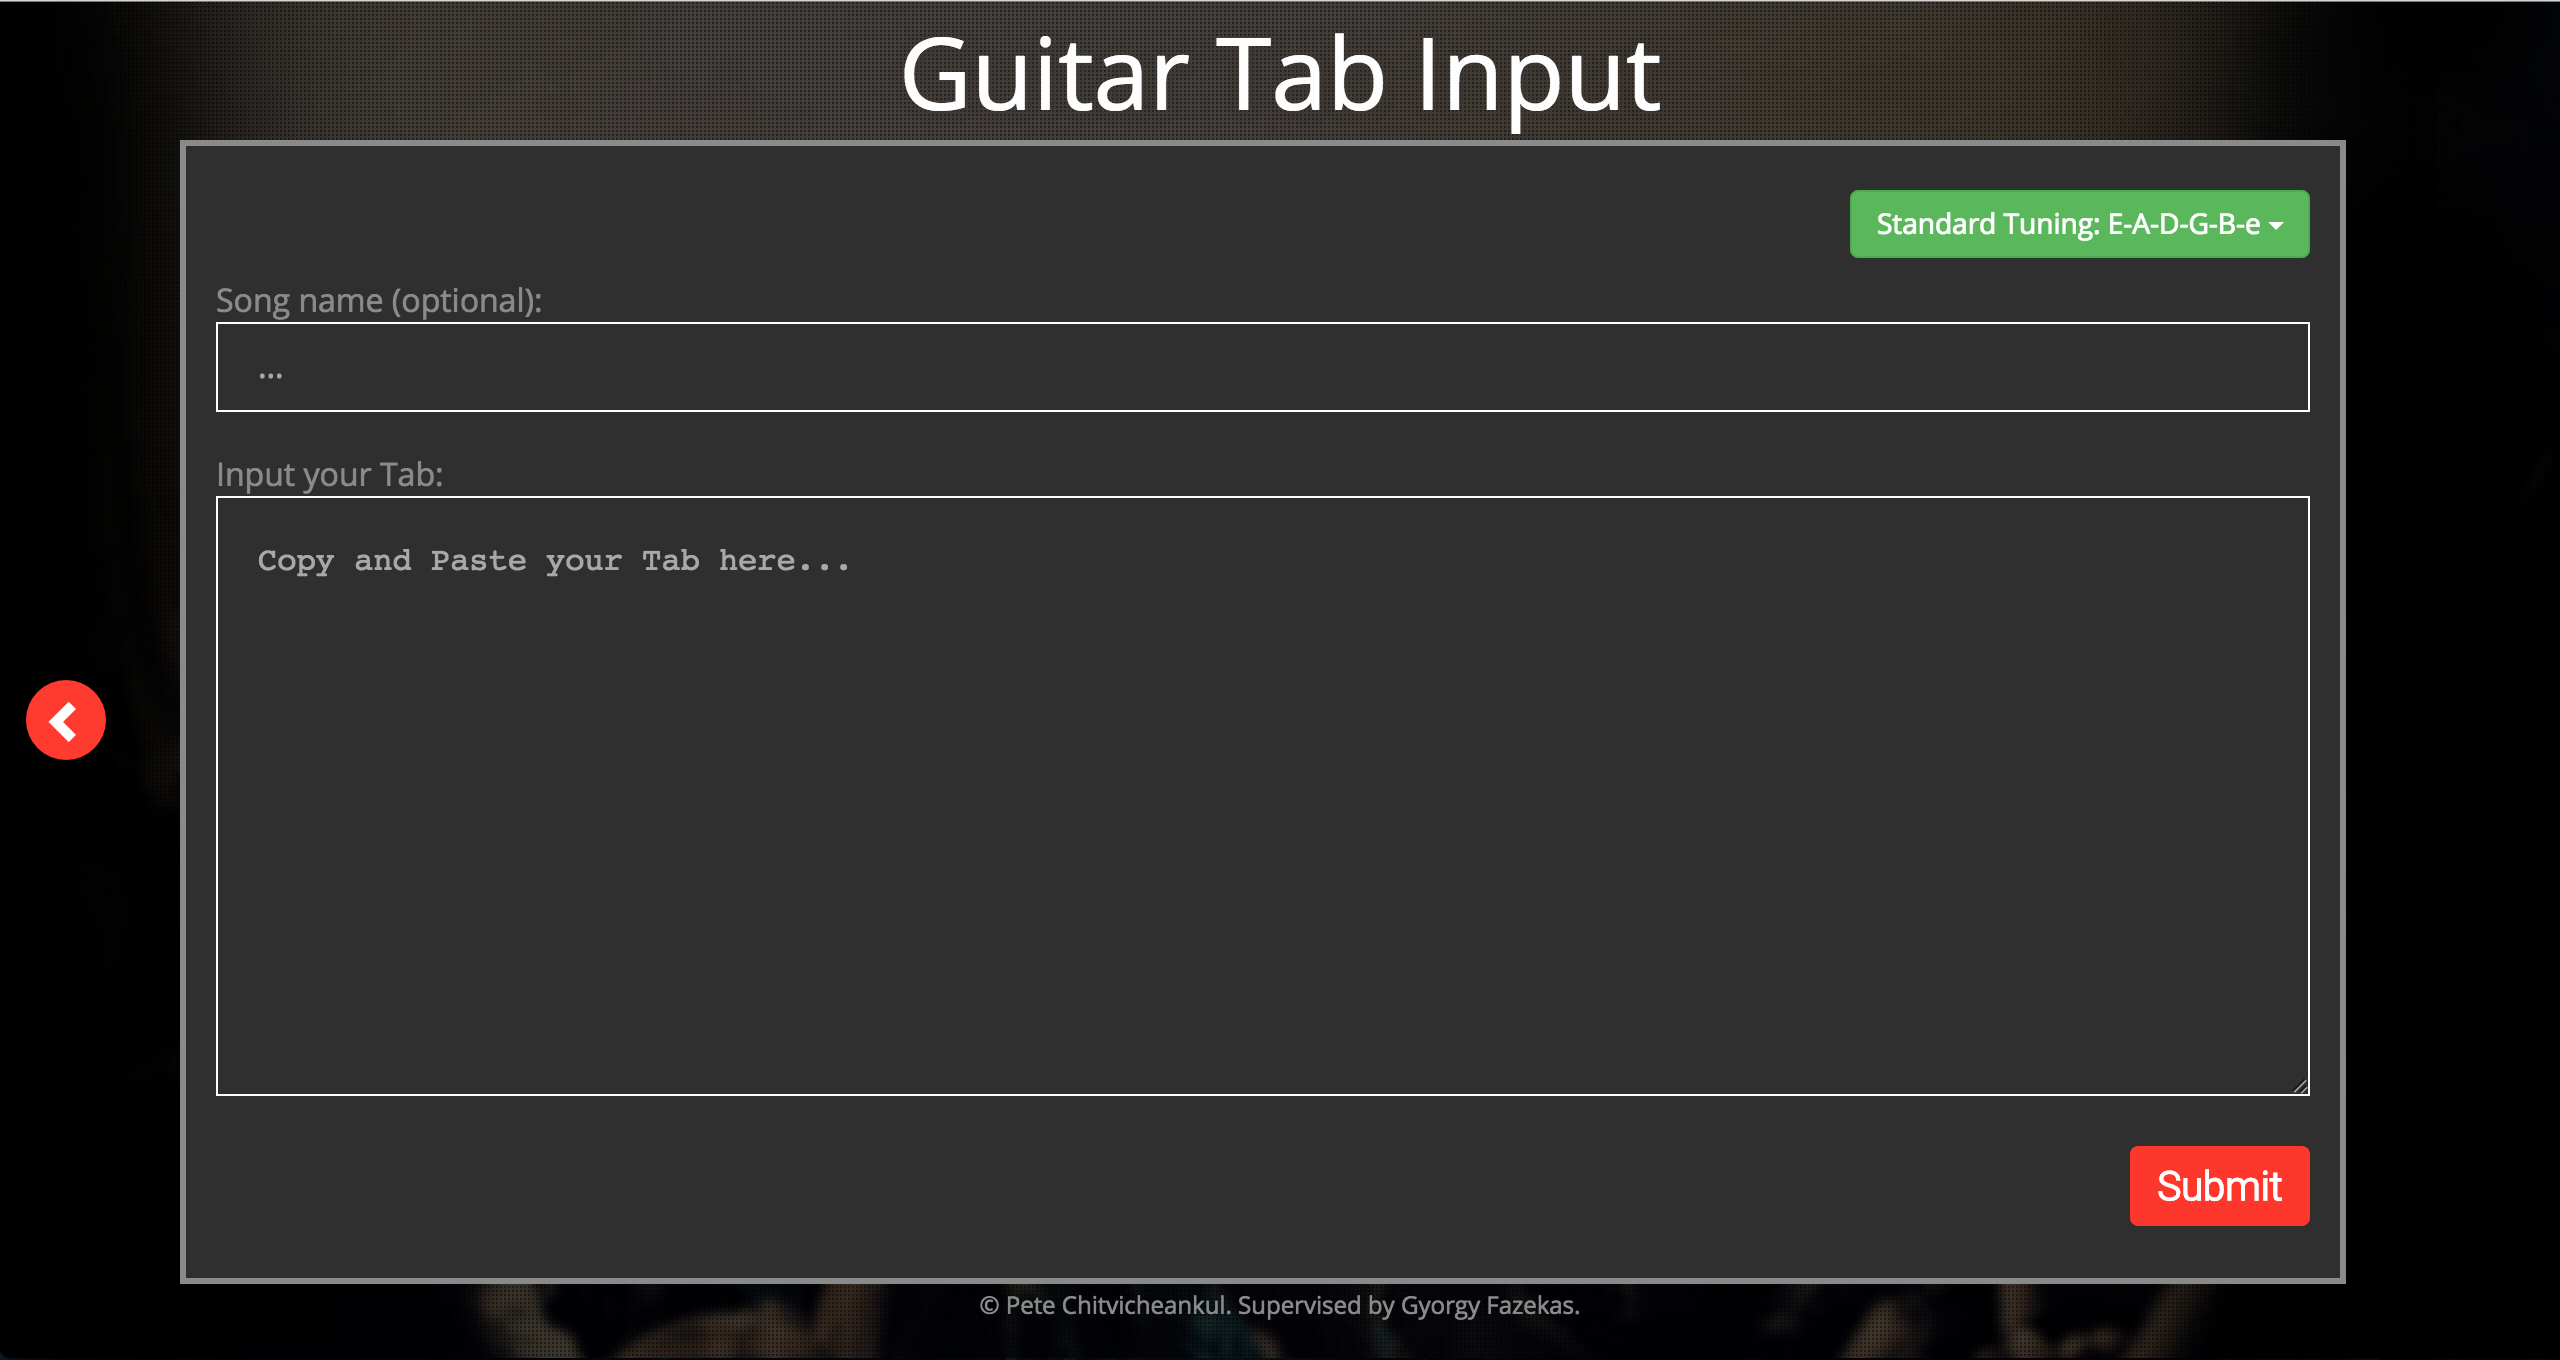 Guitar Tab Input
Standard Tuning: E-A-D-G-B-e
Song name (optional):
...
Input your Tab:
Copy and Paste your Tab here...
Submit
© Pete Chitvicheankul. Supervised by Gyorgy Fazekas.